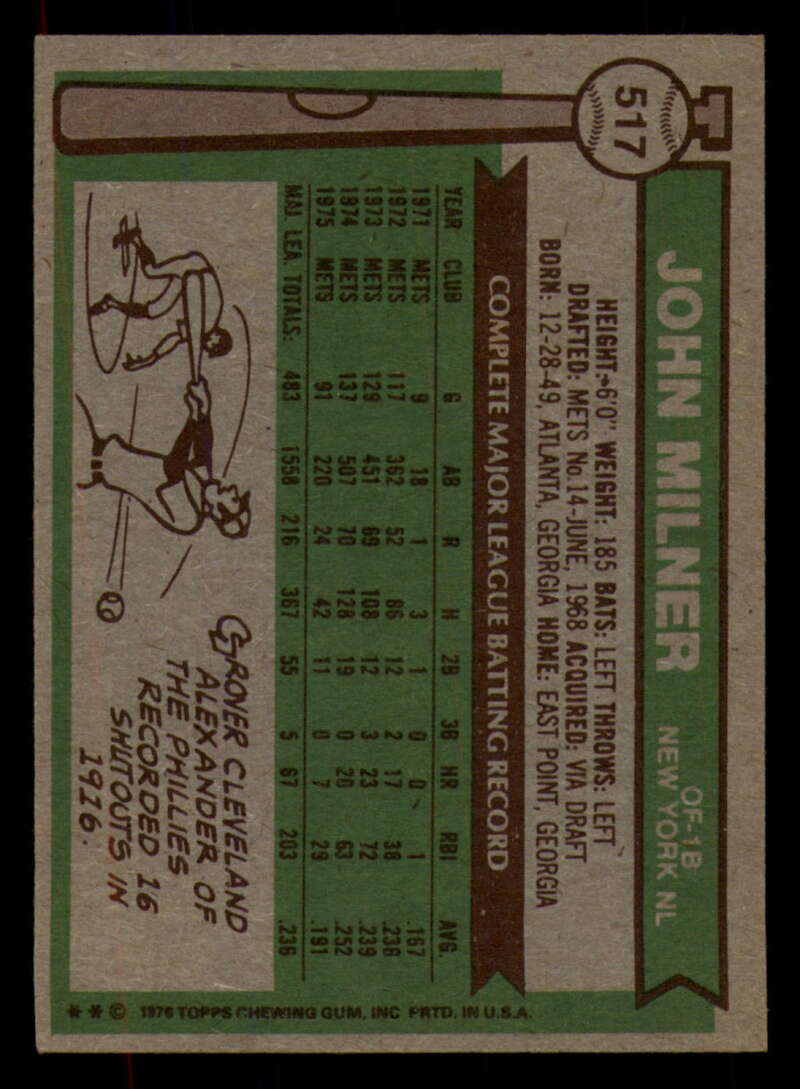 517
JOHN MILNER
OF-1B
NEW YORK NL
HEIGHT: 6'0" WEIGHT: 185 BATS: LEFT THROWS: LEFT
DRAFTED: METS No. 14-JUNE, 1968 ACQUIRED: VIA DRAFT
BORN: 12-28-49, ATLANTA, GEORGIA HOME: EAST POINT, GEORGIA
COMPLETE MAJOR LEAGUE BATTING RECORD
YEAR CLUB G AB R H 2B 3B HR RBI AVG.
1971 METS 9 18 1 3 1 0 0 1 .167
1972 METS 117 362 52 86 12 2 17 38 .238
1973 METS 129 451 69 108 12 3 23 72 .239
1974 METS 137 507 70 128 19 0 20 63 .252
1975 METS 91 220 24 42 11 0 7 29 .191
MAJ. LEA. TOTALS: 483 1558 216 367 55 5 67 203 .236
GROVER CLEVELAND
ALEXANDER OF
THE PHILLIES
RECORDED 16
SHUTOUTS IN
1916.
** © 1976 TOPPS CHEWING GUM, INC PRTD. IN U.S.A.